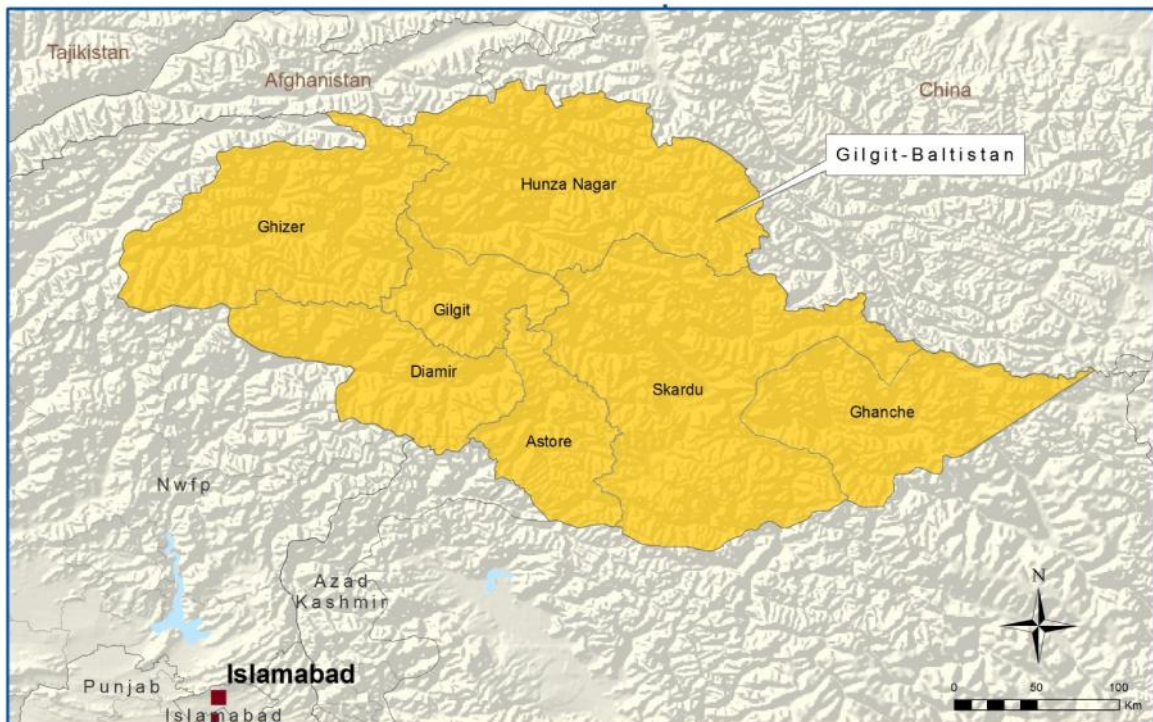 Tajikistan
Afghanistan
China
Gilgit-Baltistan
Hunza Nagar
Ghizer
Gilgit
Diamir
Skardu
Ghanche
Astore
Nwfp
Azad
Kashmir
N
Islamabad
Punjab
Islamabad
0 50 100
Km